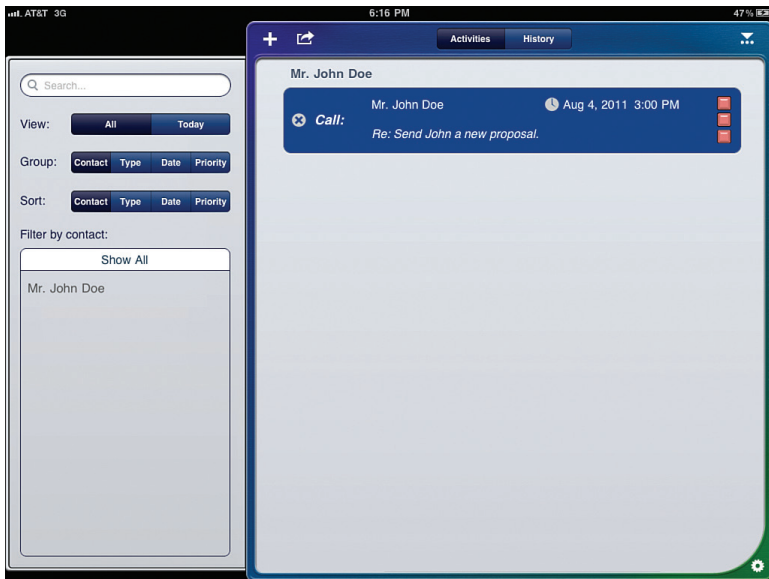 AT&T 3G 6:16 PM 47%
Activities History
Search...
View: All Today
Group: Contact Type Date Priority
Sort: Contact Type Date Priority
Filter by contact:
Show All
Mr. John Doe
Mr. John Doe
Mr. John Doe Aug 4, 2011 3:00 PM
Call:
Re: Send John a new proposal.